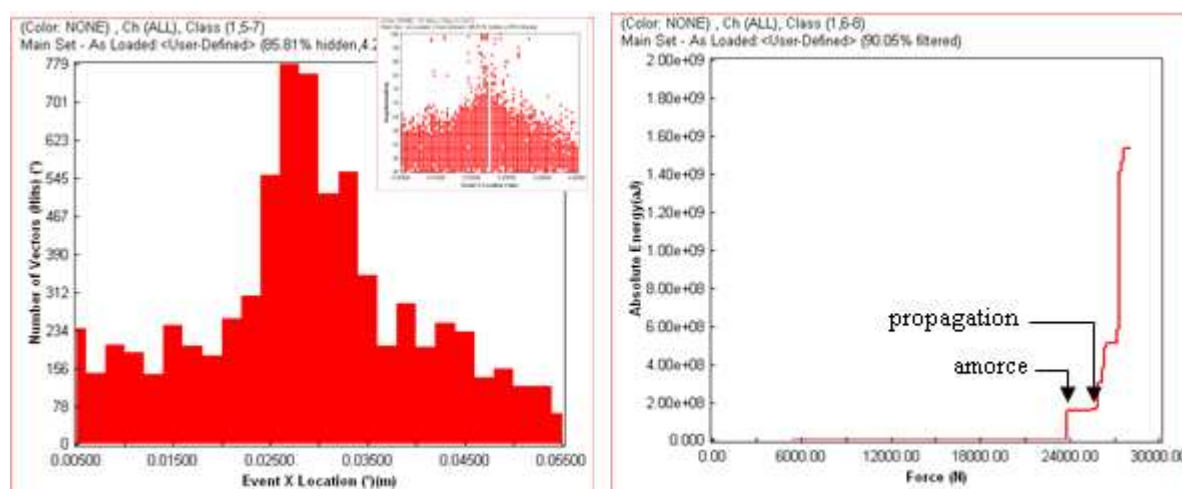 (Color: NONE) , Ch (ALL), Class (1,5-7)
Main Set - As Loaded:<User-Defined> (85.81% hidden,4.2
779
701
623
545
467
390
312
234
156
78
0
Number of Vectors (Hits) (*)
0.00500 0.01500 0.02500 0.03500 0.04500 0.05500
Event X Location (*)(m)
(Color: NONE) , Ch (ALL), Class (1,6-8)
Main Set - As Loaded:<User-Defined> (90.05% filtered)
2.00e+09
1.80e+09
1.60e+09
1.40e+09
1.20e+09
1.00e+09
8.00e+08
6.00e+08
4.00e+08
2.00e+08
0.000
Absolute Energy(aJ)
propagation
amorce
0.00 6000.00 12000.00 18000.00 24000.00 30000.00
Force (N)